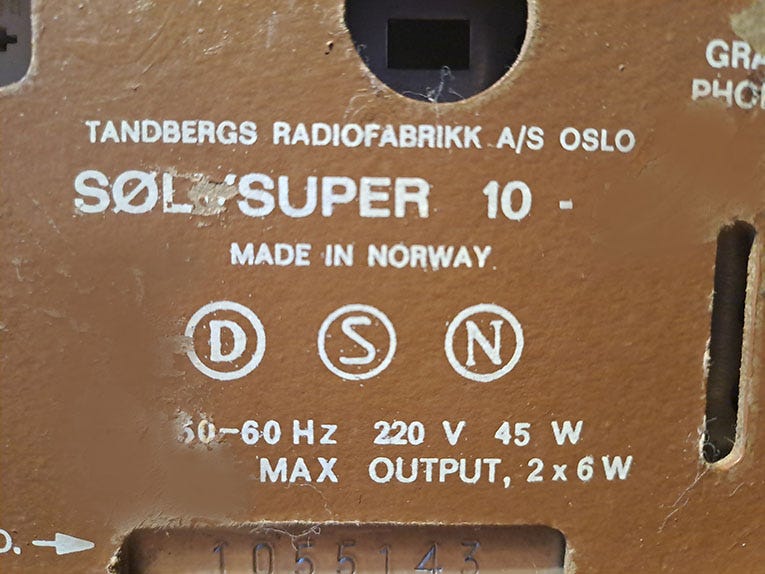 TANDBERGS RADIOFABRIKK A/S OSLO
SUPER 10 -
MADE IN NORWAY
D S N
-60 Hz 220 V 45 W
MAX OUTPUT, 2 x 6 W
1055143